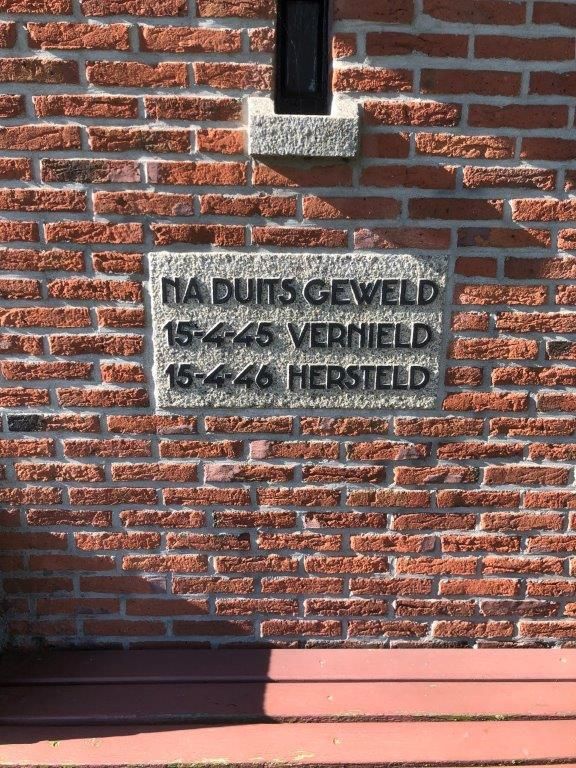 NA DUITS GEWELD
15-4-45 VERNIELD
15-4-46 HERSTELD